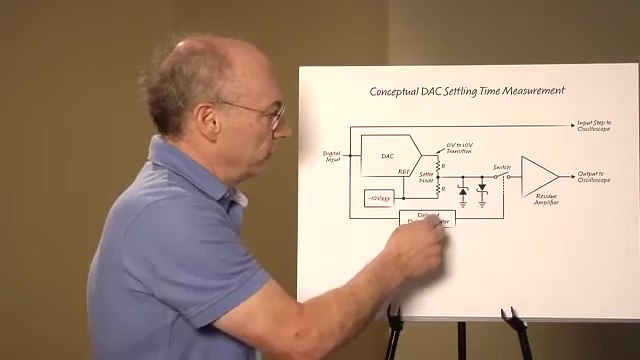 Conceptual DAC Settling Time Measurement
Input Step to
Oscilloscope
0V to 10V
Transition
Digital
Input
DAC
REF
R
Settle
Node
R
Switch
Output to
Oscilloscope
Residue
Amplifier
-10VREF
Delayed